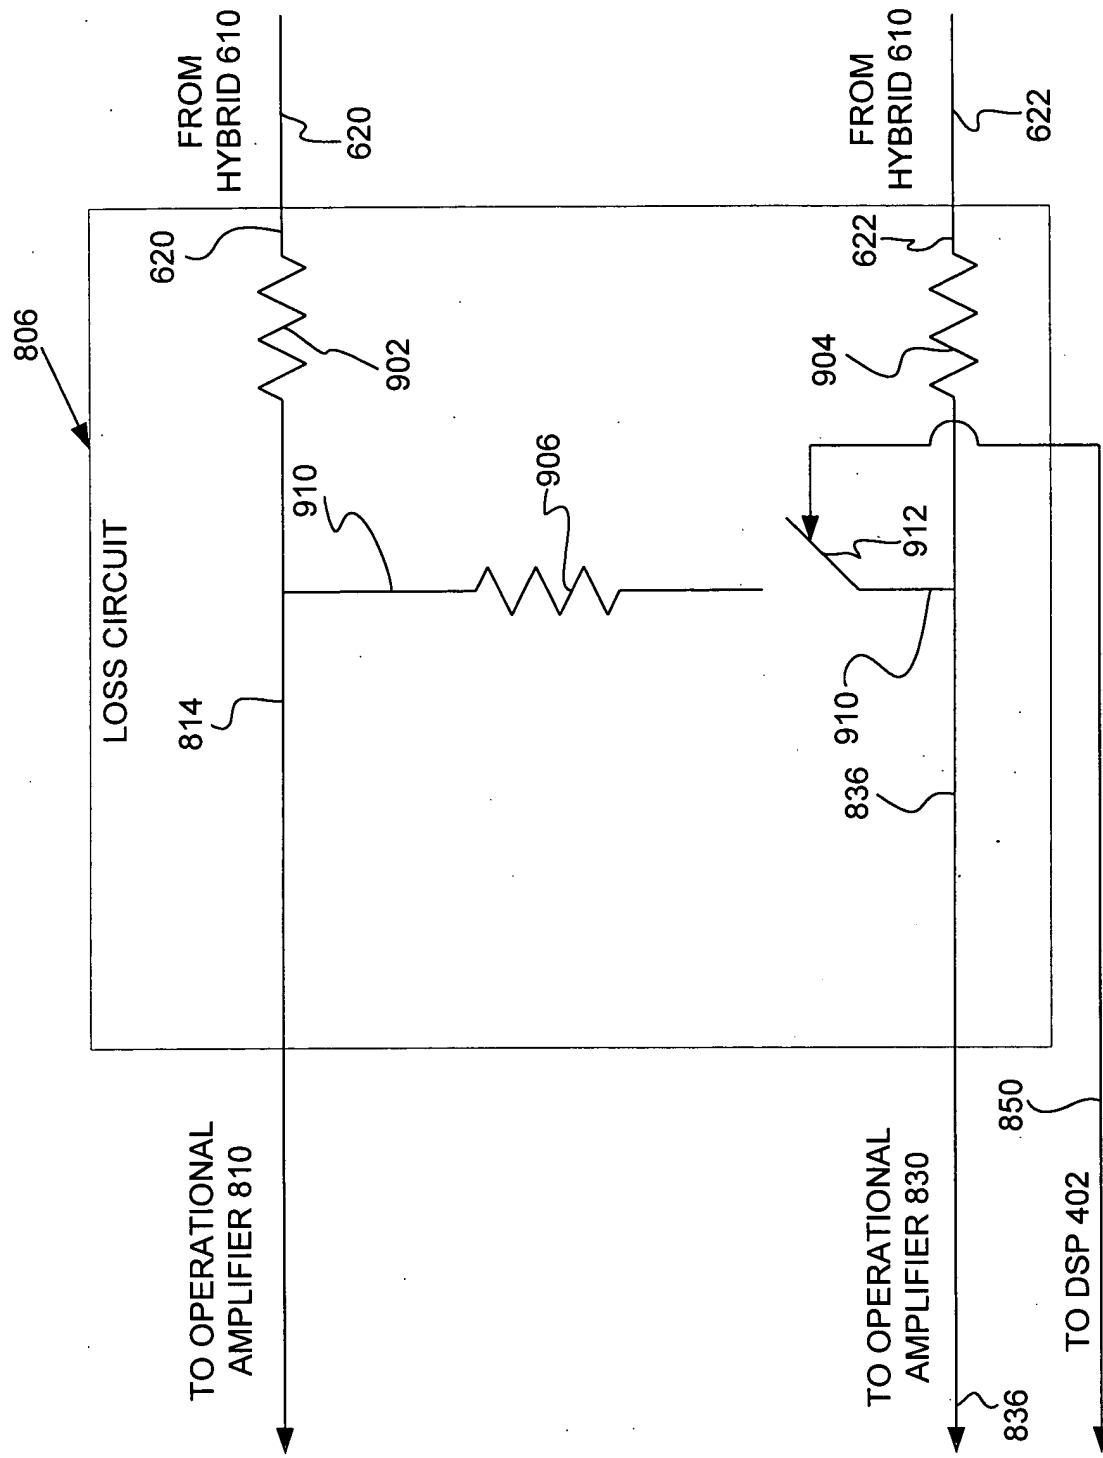 806
LOSS CIRCUIT
TO OPERATIONAL
AMPLIFIER 810
814
620
FROM
HYBRID 610
910
902
620
906
TO OPERATIONAL
AMPLIFIER 830
836
910
904
622
FROM
HYBRID 610
912
836
850
622
TO DSP 402